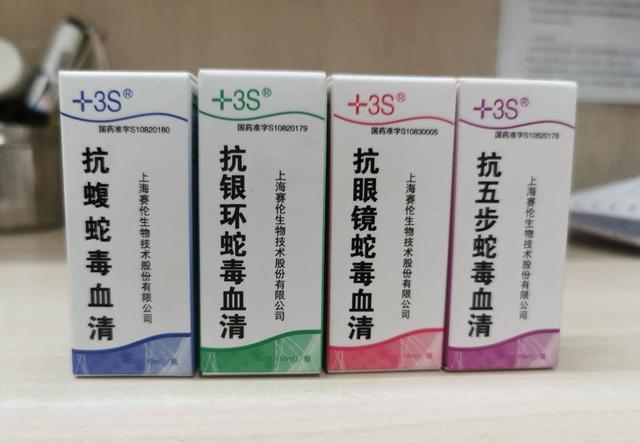 +3S®
国药准字S10820180
抗蝮蛇毒血清
上海赛伦生物技术股份有限公司
+3S®
国药准字S10820179
抗银环蛇毒血清
上海赛伦生物技术股份有限公司
+3S®
国药准字S10830005
抗眼镜蛇毒血清
上海赛伦生物技术股份有限公司
+3S®
国药准字S10820178
抗五步蛇毒血清
上海赛伦生物技术股份有限公司